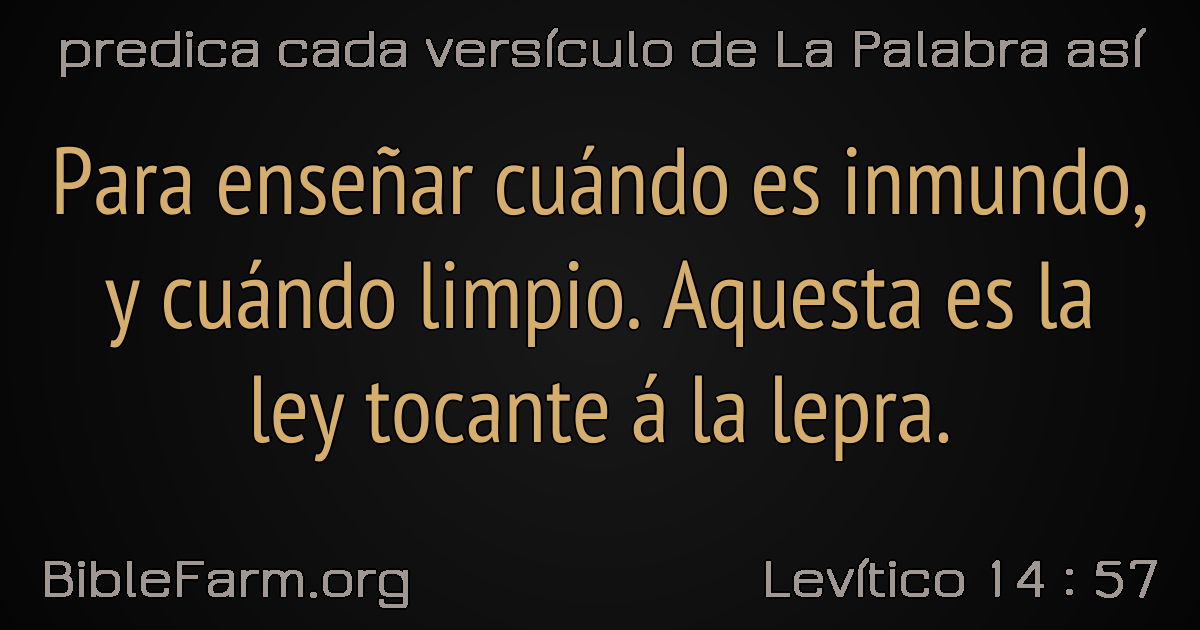 predica cada versículo de La Palabra así
Para enseñar cuándo es inmundo,
y cuándo limpio. Aquesta es la
ley tocante á la lepra.
BibleFarm.org
Levítico 14 : 57